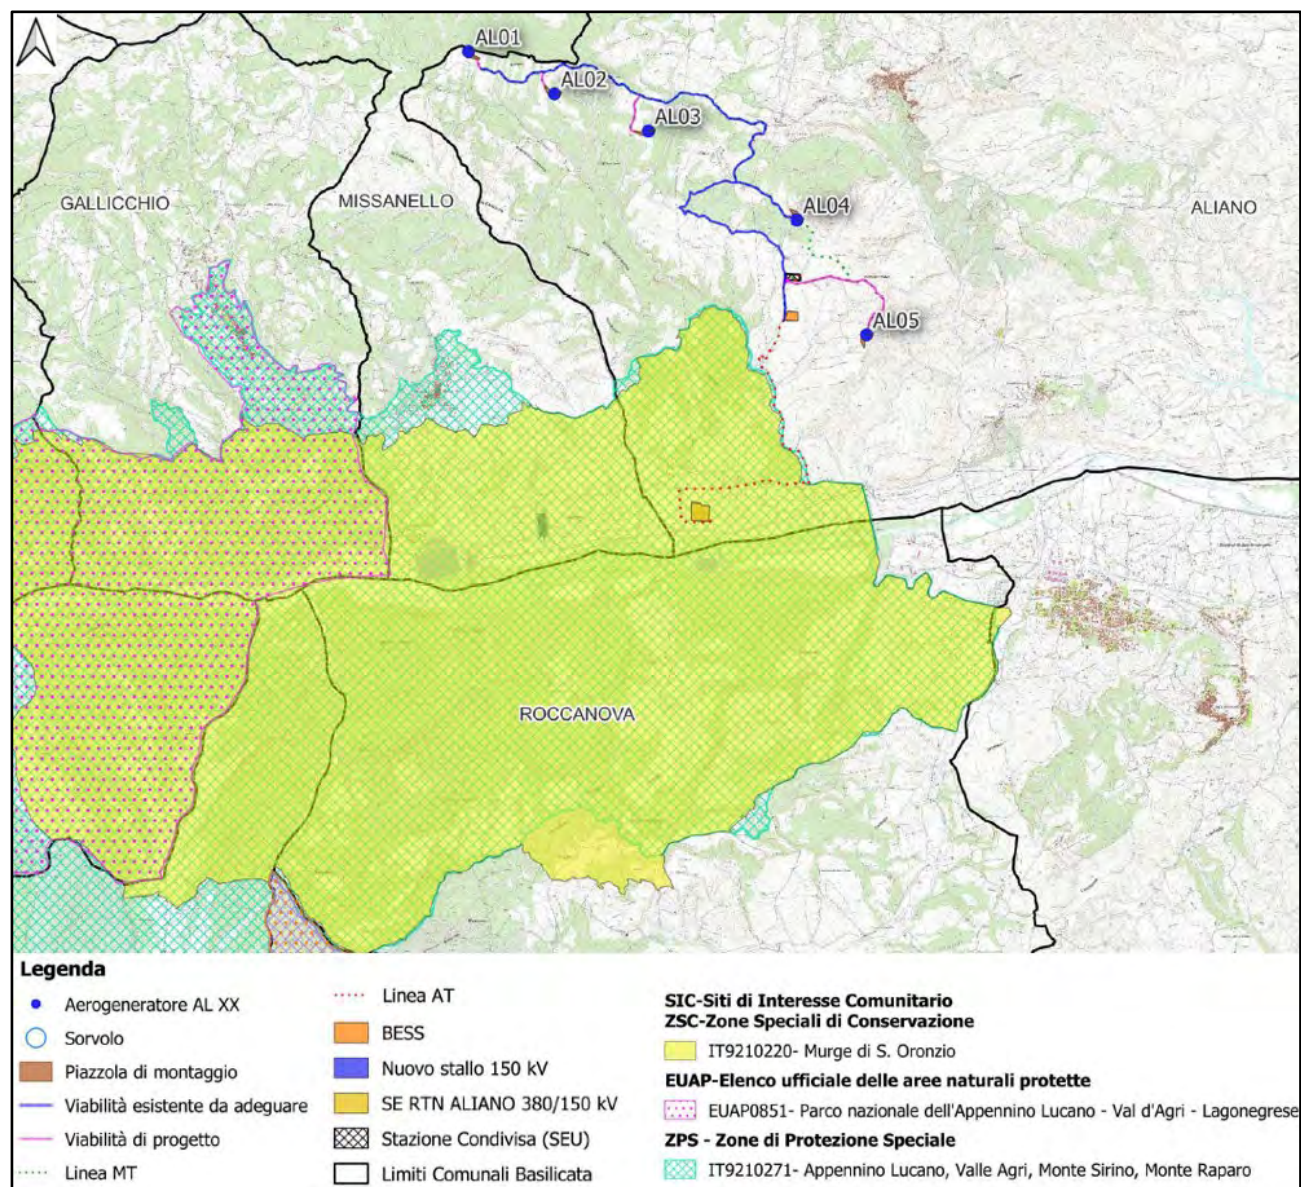 AL01
AL02
AL03
GALLICCHIO
MISSANELLO
AL04
ALIANO
AL05
ROCCANOVA
Legenda
Aerogeneratore AL XX
Sorvolo
Piazzola di montaggio
Viabilità esistente da adeguare
Viabilità di progetto
Linea MT
Linea AT
BESS
Nuovo stallo 150 kV
SE RTN ALIANO 380/150 kV
Stazione Condivisa (SEU)
Limiti Comunali Basilicata
SIC-Siti di Interesse Comunitario
ZSC-Zone Speciali di Conservazione
IT9210220- Murge di S. Oronzio
EUAP-Elenco ufficiale delle aree naturali protette
EUAP0851- Parco nazionale dell'Appennino Lucano - Val d'Agri - Lagonegrese
ZPS - Zone di Protezione Speciale
IT9210271- Appennino Lucano, Valle Agri, Monte Sirino, Monte Raparo